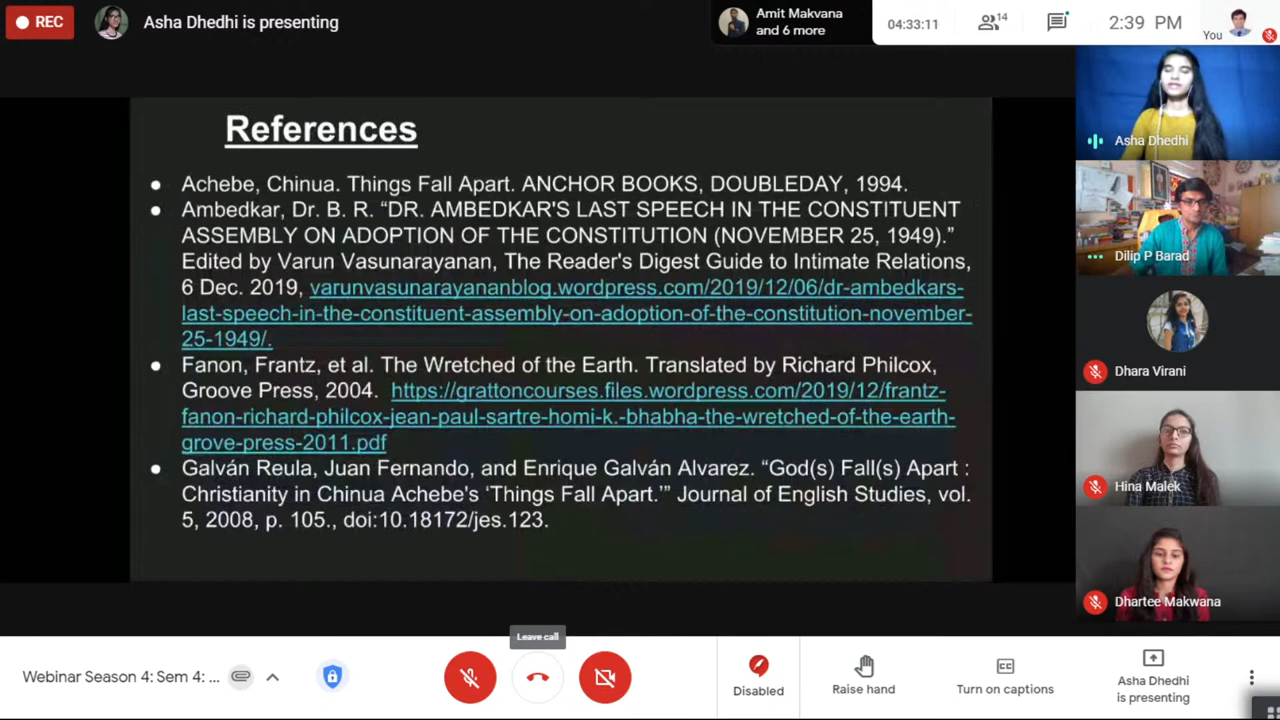 REC
Asha Dhedhi is presenting
Amit Makvana
and 6 more
04:33:11
14
2:39 PM
You
References
Achebe, Chinua. Things Fall Apart. ANCHOR BOOKS, DOUBLEDAY, 1994.
Ambedkar, Dr. B. R. “DR. AMBEDKAR'S LAST SPEECH IN THE CONSTITUENT
ASSEMBLY ON ADOPTION OF THE CONSTITUTION (NOVEMBER 25, 1949).”
Edited by Varun Vasunarayanan, The Reader's Digest Guide to Intimate Relations,
6 Dec. 2019, varunvasunarayananblog.wordpress.com/2019/12/06/dr-ambedkars-
last-speech-in-the-constituent-assembly-on-adoption-of-the-constitution-november-
25-1949/.
Fanon, Frantz, et al. The Wretched of the Earth. Translated by Richard Philcox,
Groove Press, 2004. https://grattoncourses.files.wordpress.com/2019/12/frantz-
fanon-richard-philcox-jean-paul-sartre-homi-k.-bhabha-the-wretched-of-the-earth-
grove-press-2011.pdf
Galván Reula, Juan Fernando, and Enrique Galván Alvarez. “God(s) Fall(s) Apart :
Christianity in Chinua Achebe's ‘Things Fall Apart.’” Journal of English Studies, vol.
5, 2008, p. 105., doi:10.18172/jes.123.
Asha Dhedhi
Dilip P Barad
Dhara Virani
Hina Malek
Dhartee Makwana
Leave call
Webinar Season 4: Sem 4: ...
Disabled
Raise hand
CC
Turn on captions
Asha Dhedhi
is presenting